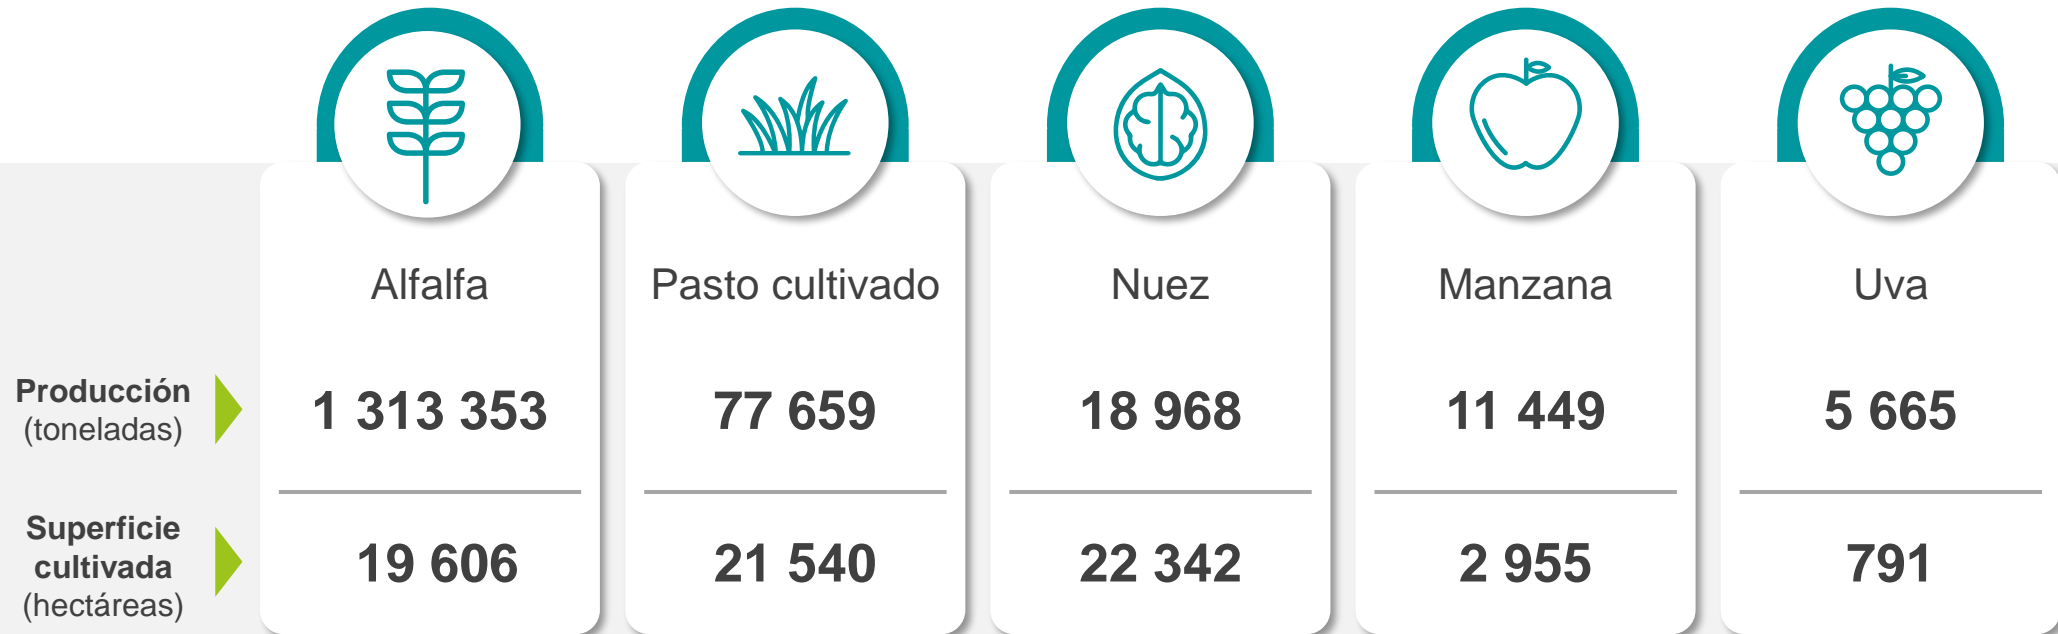 Alfalfa
Pasto cultivado
Nuez
Manzana
Uva
Producción
(toneladas)
1 313 353
77 659
18 968
11 449
5 665
Superficie
cultivada
(hectáreas)
19 606
21 540
22 342
2 955
791